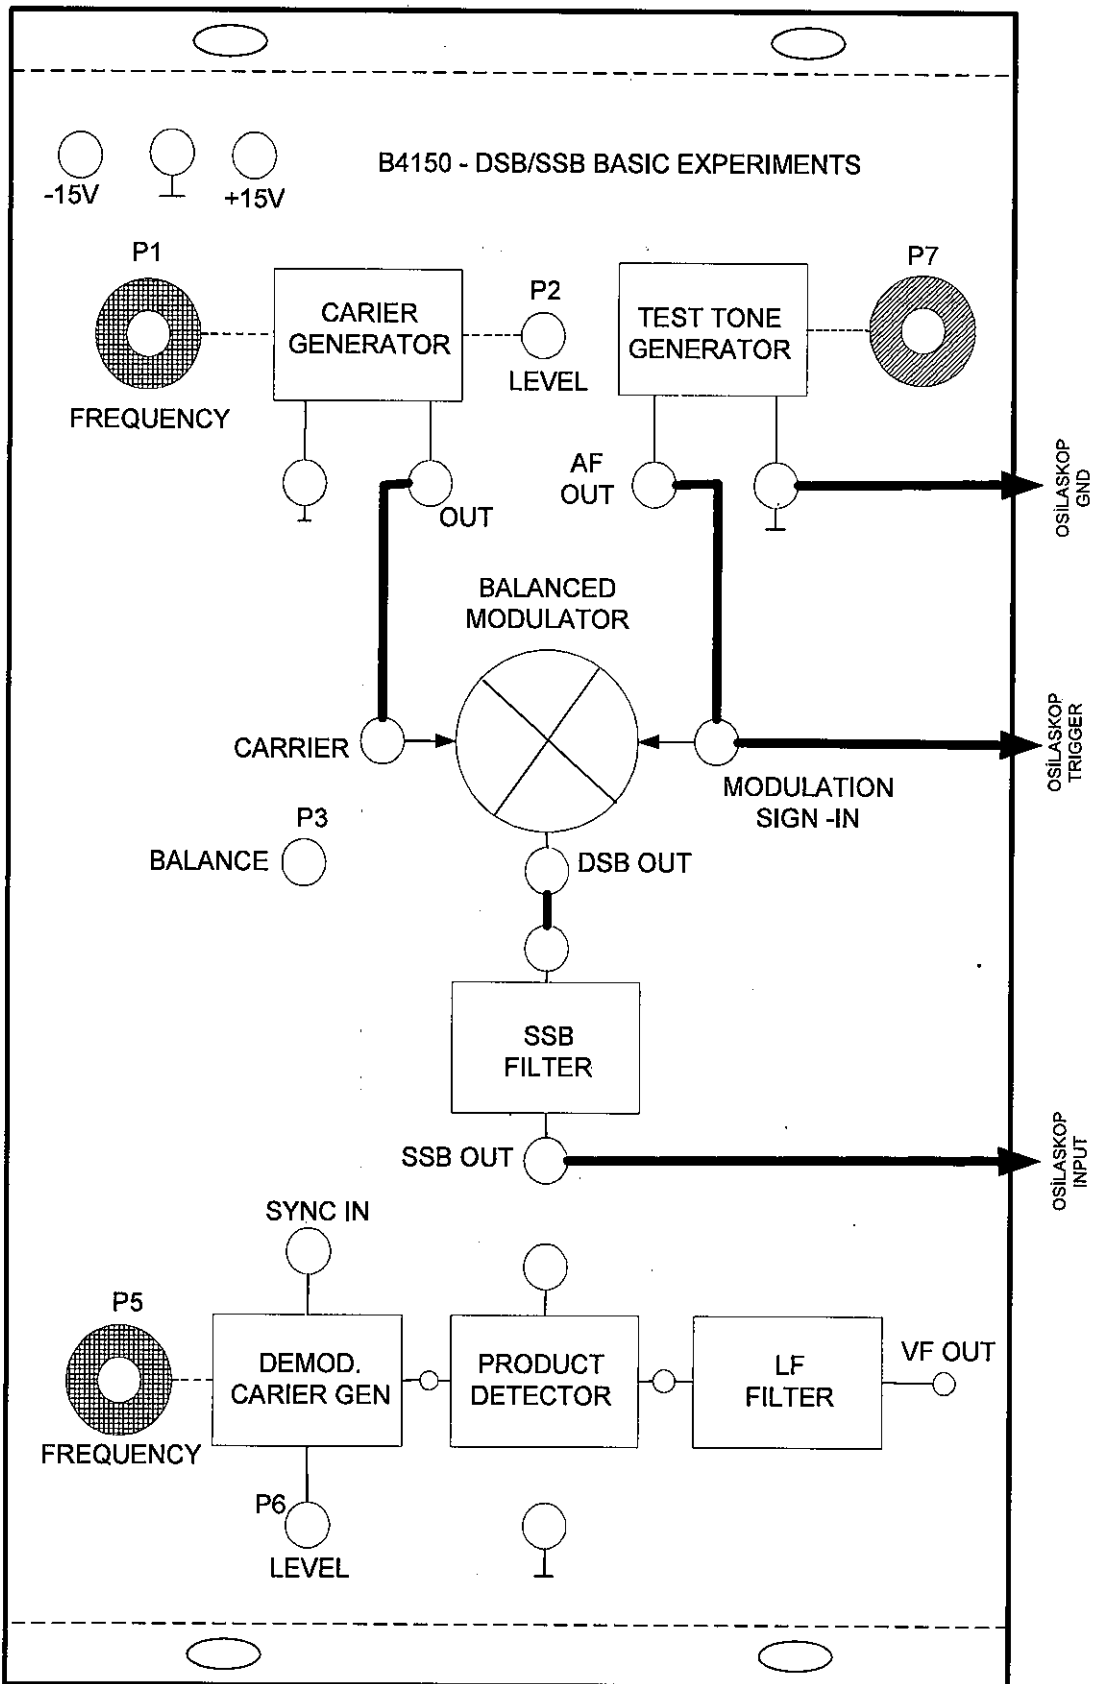 B4150 - DSB/SSB BASIC EXPERIMENTS
-15V
+15V
P1
FREQUENCY
CARIER
GENERATOR
P2
LEVEL
TEST TONE
GENERATOR
P7
OUT
AF
OUT
OSİLASKOP
GND
BALANCED
MODULATOR
CARRIER
MODULATION
SIGN -IN
OSİLASKOP
TRIGGER
P3
BALANCE
DSB OUT
SSB
FILTER
SSB OUT
OSİLASKOP
INPUT
SYNC IN
P5
FREQUENCY
DEMOD.
CARIER GEN
PRODUCT
DETECTOR
LF
FILTER
VF OUT
P6
LEVEL